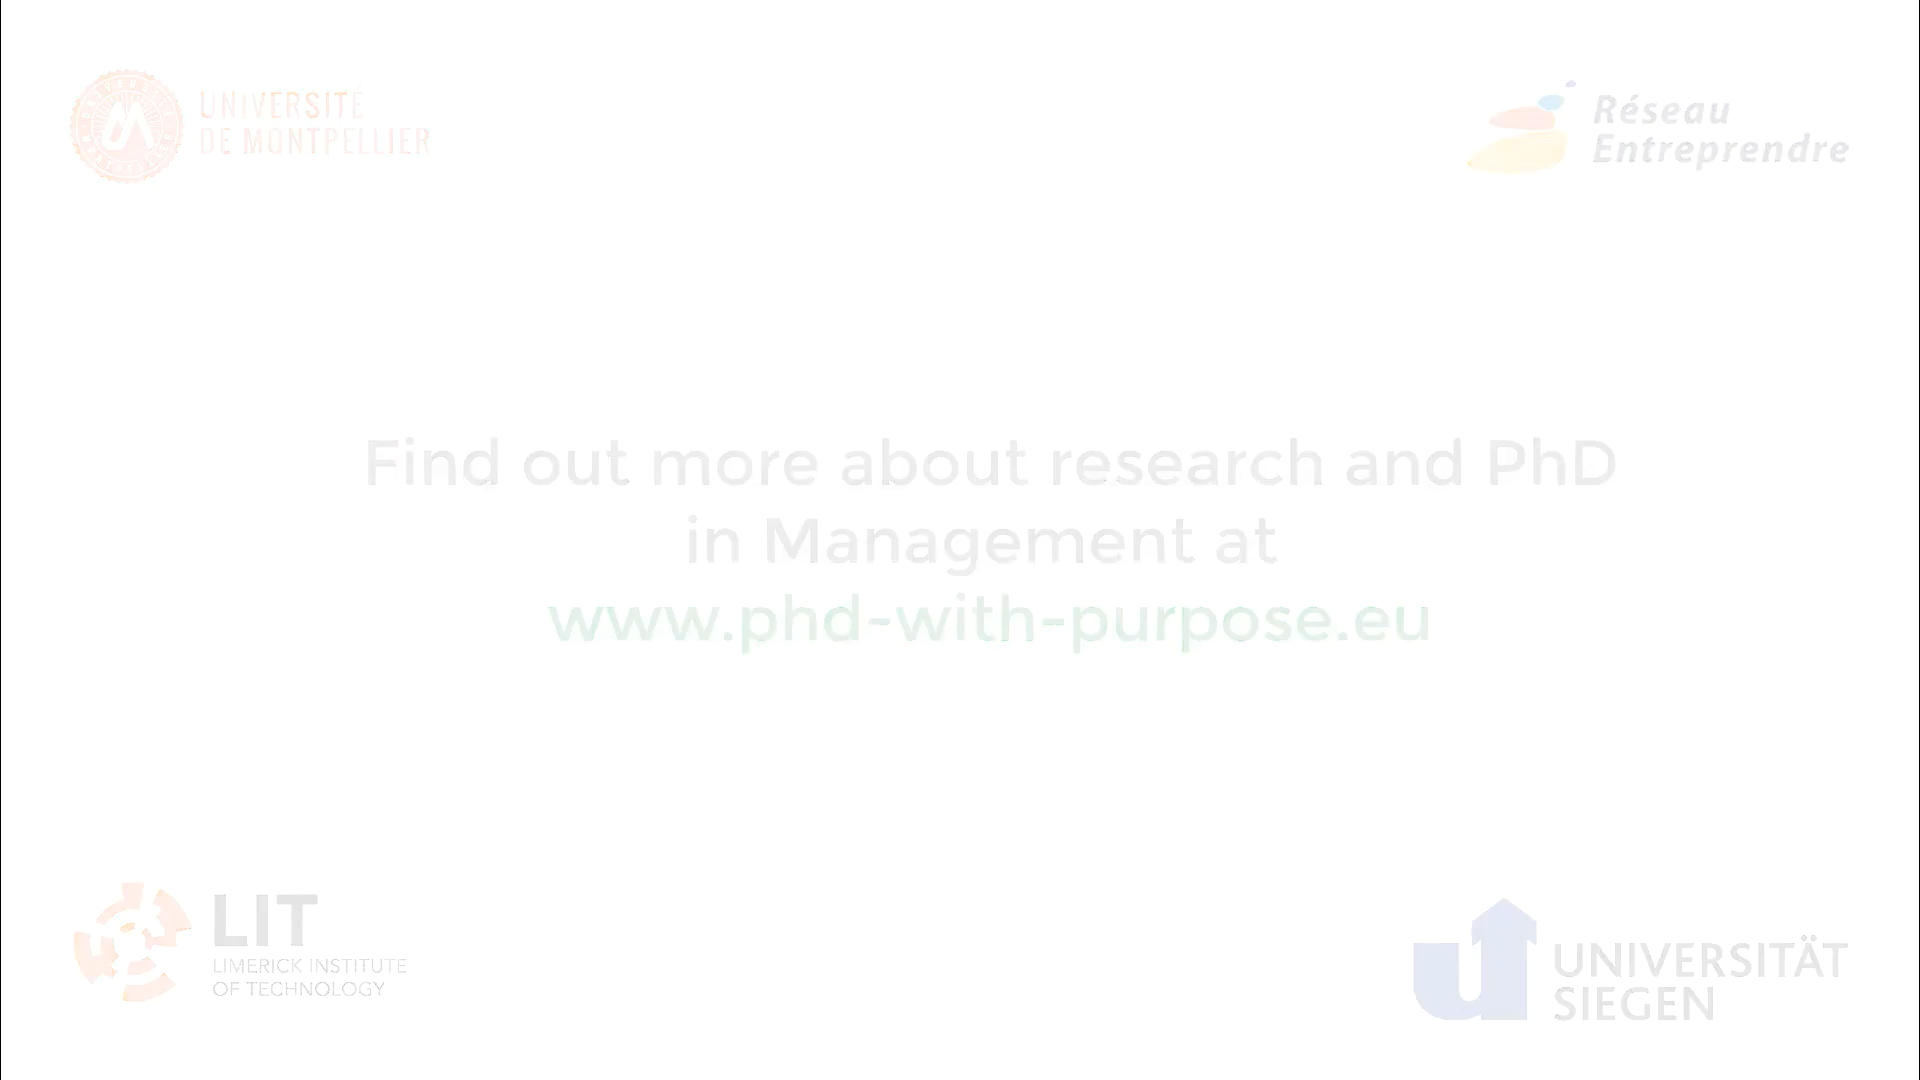 UNIVERSITÉ
DE MONTPELLIER
Réseau
Entreprendre
Find out more about research and PhD
in Management at
www.phd-with-purpose.eu
LIT
LIMERICK INSTITUTE
OF TECHNOLOGY
UNIVERSITÄT
SIEGEN